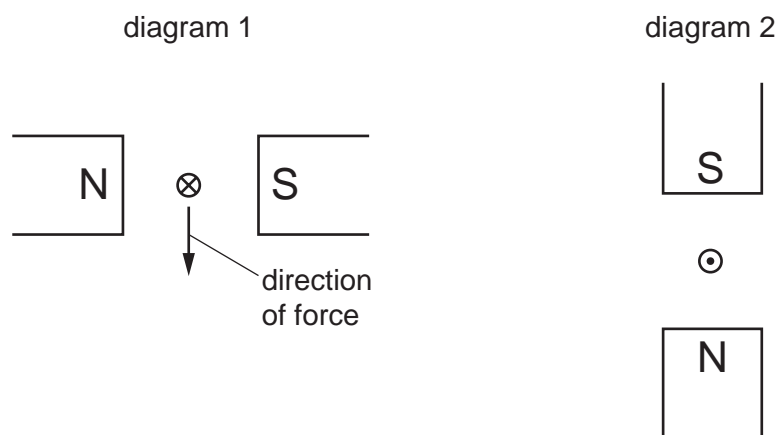 diagram 1
diagram 2
N
S
direction
of force
S
N